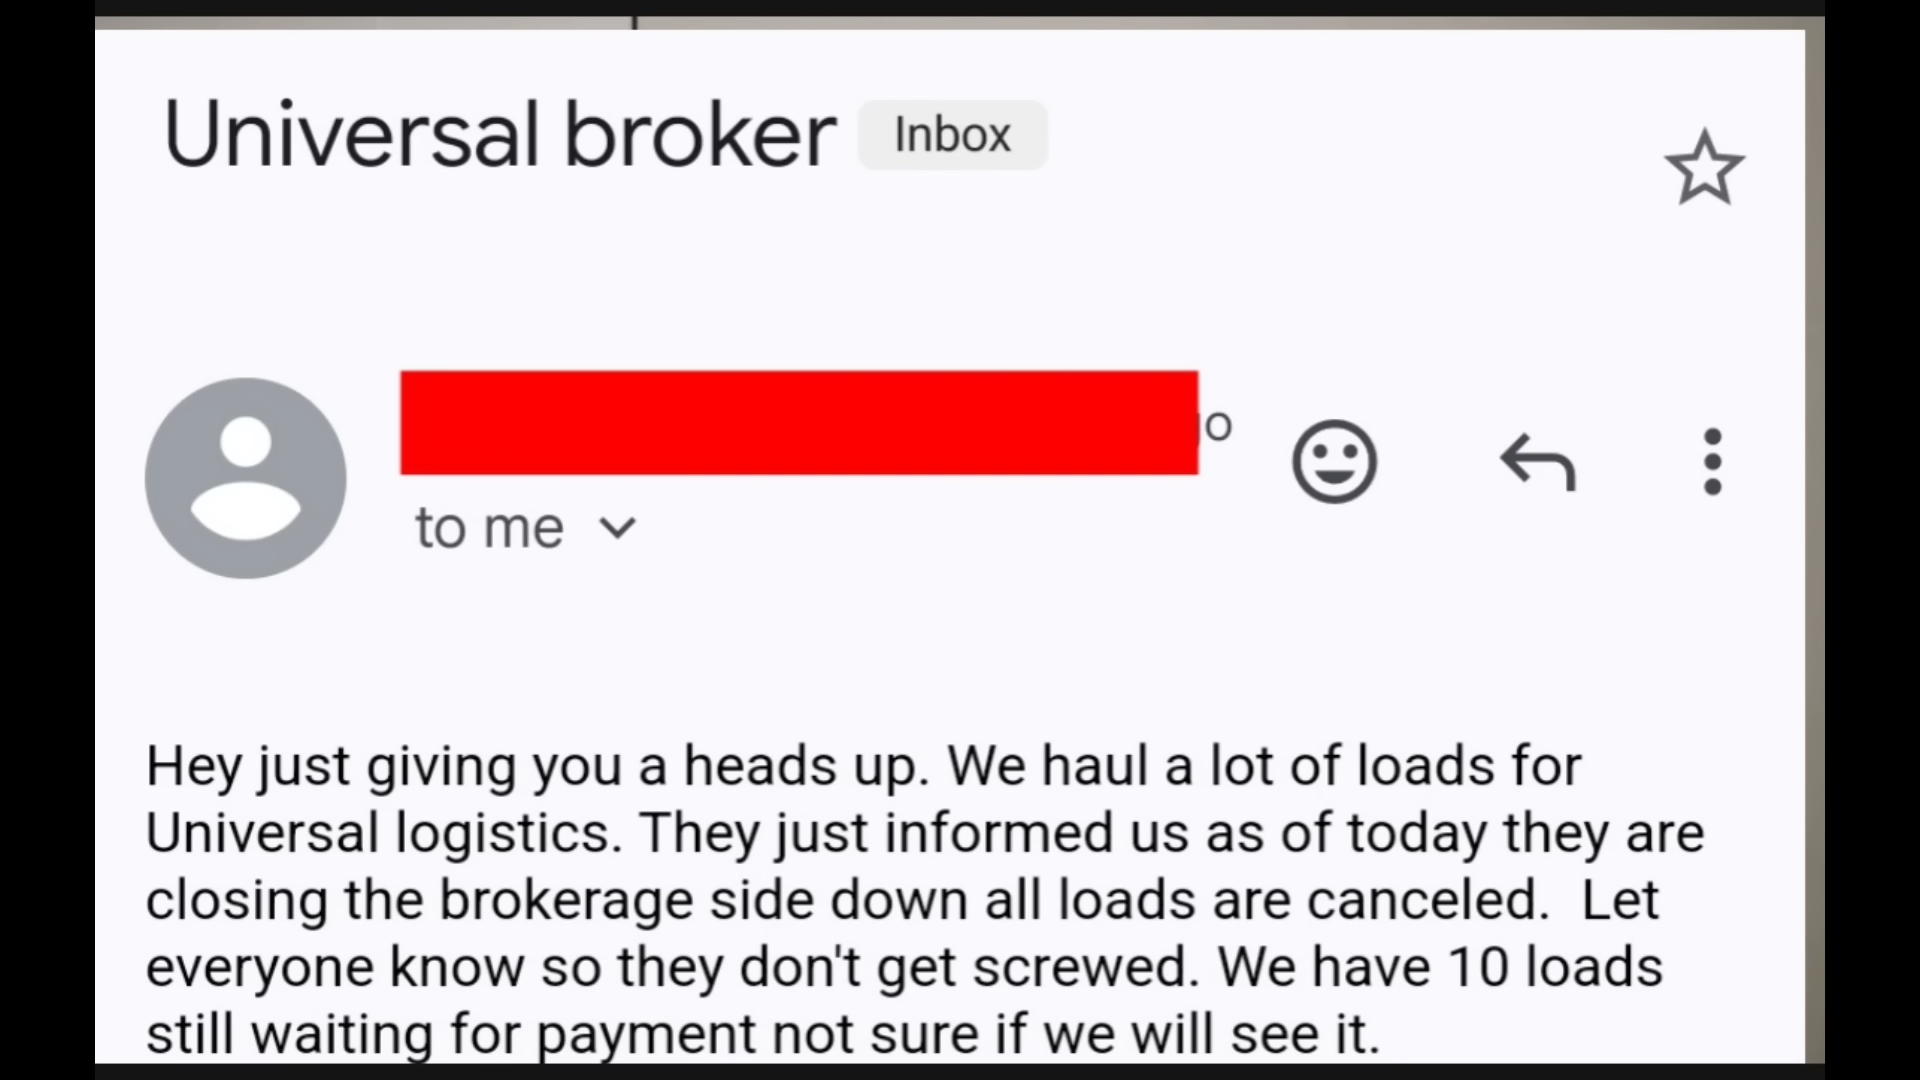 Universal broker Inbox
o
to me
Hey just giving you a heads up. We haul a lot of loads for
Universal logistics. They just informed us as of today they are
closing the brokerage side down all loads are canceled.  Let
everyone know so they don't get screwed. We have 10 loads
still waiting for payment not sure if we will see it.